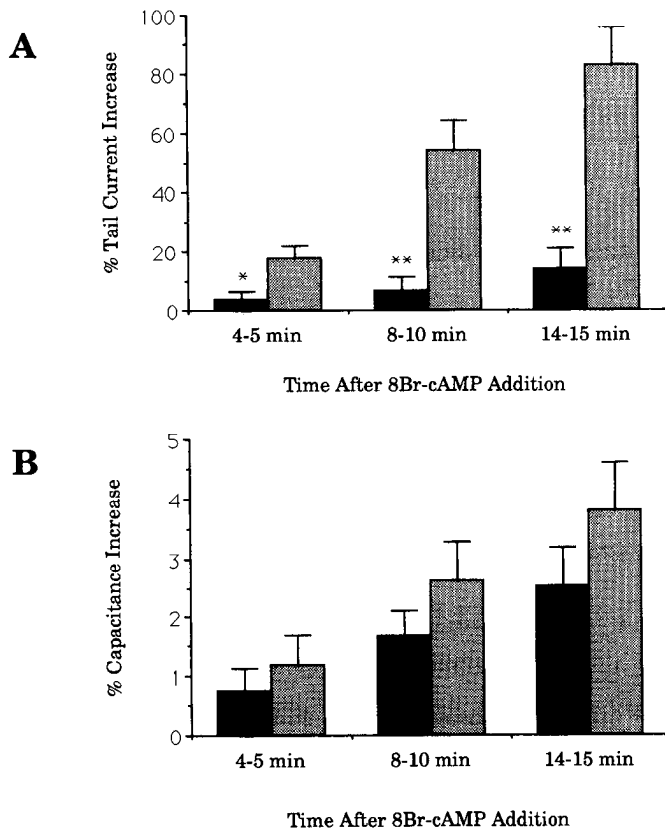 A
% Tail Current Increase
100
80
60
40
20
0
*
**
**
4-5 min
8-10 min
14-15 min
Time After 8Br-cAMP Addition
B
% Capacitance Increase
5
4
3
2
1
0
4-5 min
8-10 min
14-15 min
Time After 8Br-cAMP Addition